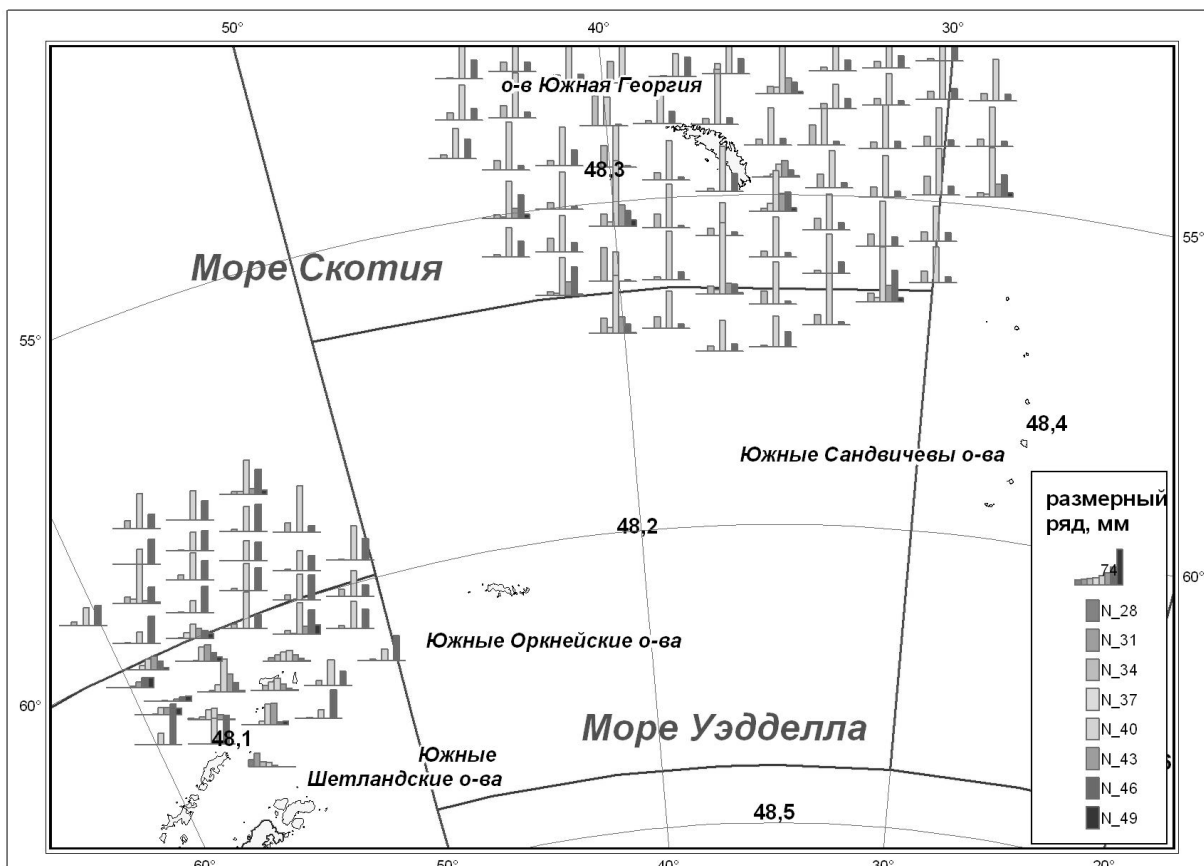 50° 40° 30°
о-в Южная Георгия
48,3
55° 55°
Море Скотия
48,4
Южные Сандвичевы о-ва
размерный
ряд, мм
74
48,2
60°
N_28
N_31
N_34
N_37
N_40
N_43
N_46
N_49
Южные Оркнейские о-ва
60°
Море Уэдделла
48,1
Южные
Шетландские о-ва
48,5
60° 50° 40° 30° 20°